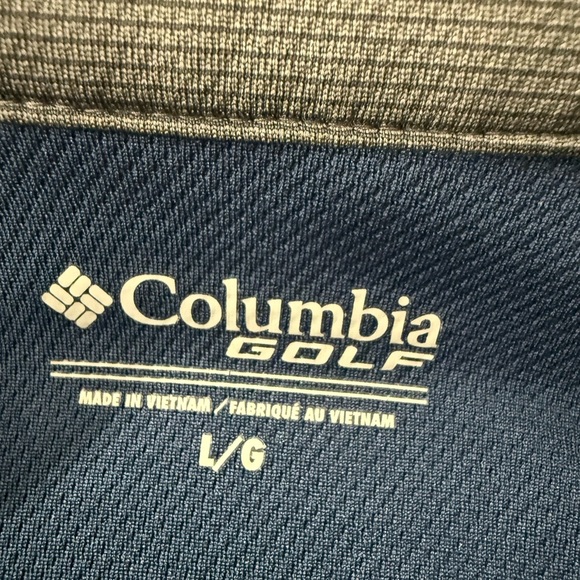 Columbia
GOLF
MADE IN VIETNAM / FABRIQUÉ AU VIETNAM
L/G